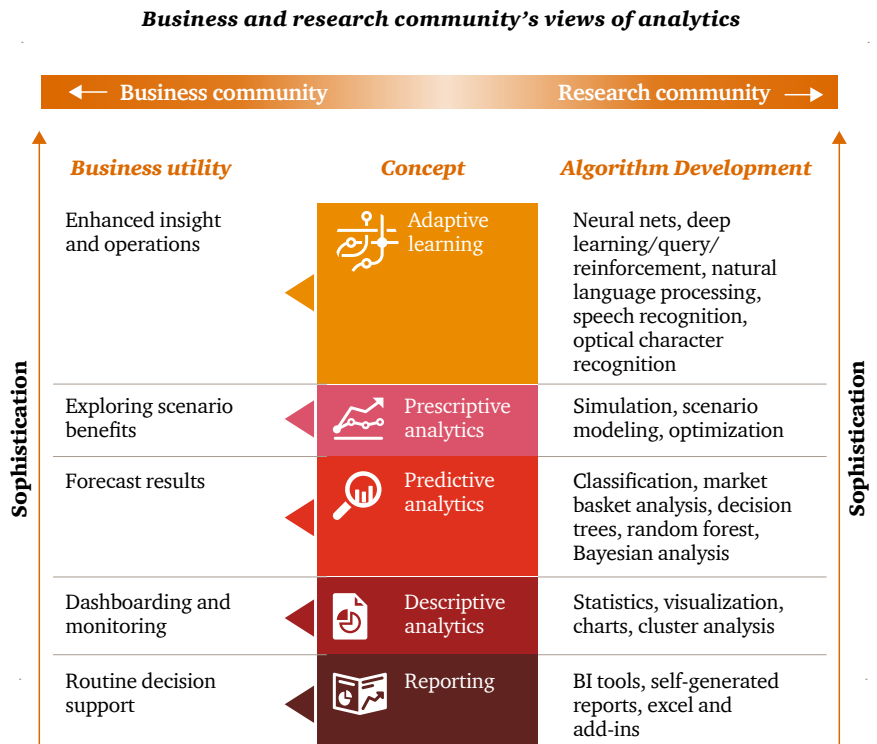 Business and research community's views of analytics
Business community
Research community
Business utility
Concept
Algorithm Development
Enhanced insight
and operations
Adaptive
learning
Neural nets, deep
learning/query/
reinforcement, natural
language processing,
speech recognition,
optical character
recognition
Exploring scenario
benefits
Prescriptive
analytics
Simulation, scenario
modeling, optimization
Forecast results
Predictive
analytics
Classification, market
basket analysis, decision
trees, random forest,
Bayesian analysis
Dashboarding and
monitoring
Descriptive
analytics
Statistics, visualization,
charts, cluster analysis
Routine decision
support
Reporting
BI tools, self-generated
reports, excel and
add-ins
Sophistication
Sophistication